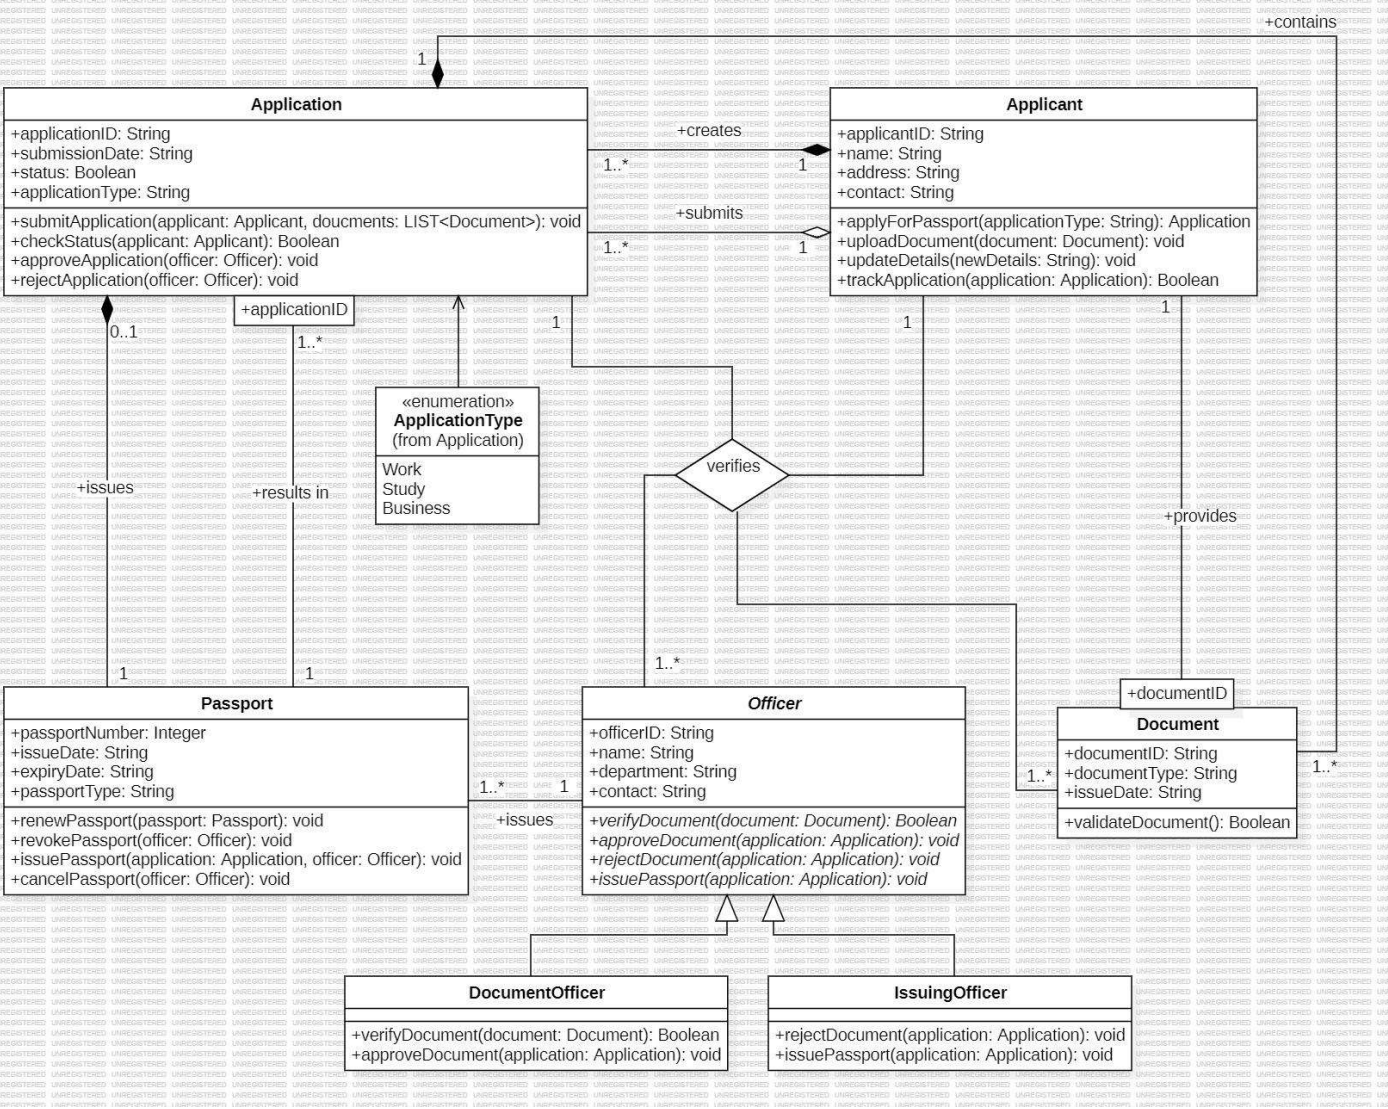 +contains
1
Application
+applicationID: String
+submissionDate: String
+status: Boolean
+applicationType: String
+submitApplication(applicant: Applicant, doucments: LIST<Document>): void
+checkStatus(applicant: Applicant): Boolean
+approveApplication(officer: Officer): void
+rejectApplication(officer: Officer): void
+creates
1..*
1
+submits
1..*
1
Applicant
+applicantID: String
+name: String
+address: String
+contact: String
+applyForPassport(applicationType: String): Application
+uploadDocument(document: Document): void
+updateDetails(newDetails: String): void
+trackApplication(application: Application): Boolean
0..1
+applicationID
1..*
1
1
1
«enumeration»
ApplicationType
(from Application)
Work
Study
Business
verifies
+issues
+results in
+provides
1
1
1..*
Passport
+passportNumber: Integer
+issueDate: String
+expiryDate: String
+passportType: String
+renewPassport(passport: Passport): void
+revokePassport(officer: Officer): void
+issuePassport(application: Application, officer: Officer): void
+cancelPassport(officer: Officer): void
1..*
1
+issues
Officer
+officerID: String
+name: String
+department: String
+contact: String
+verifyDocument(document: Document): Boolean
+approveDocument(application: Application): void
+rejectDocument(application: Application): void
+issuePassport(application: Application): void
+documentID
Document
+documentID: String
+documentType: String
+issueDate: String
+validateDocument(): Boolean
1..*
1..*
DocumentOfficer
+verifyDocument(document: Document): Boolean
+approveDocument(application: Application): void
IssuingOfficer
+rejectDocument(application: Application): void
+issuePassport(application: Application): void
UNREGISTERED